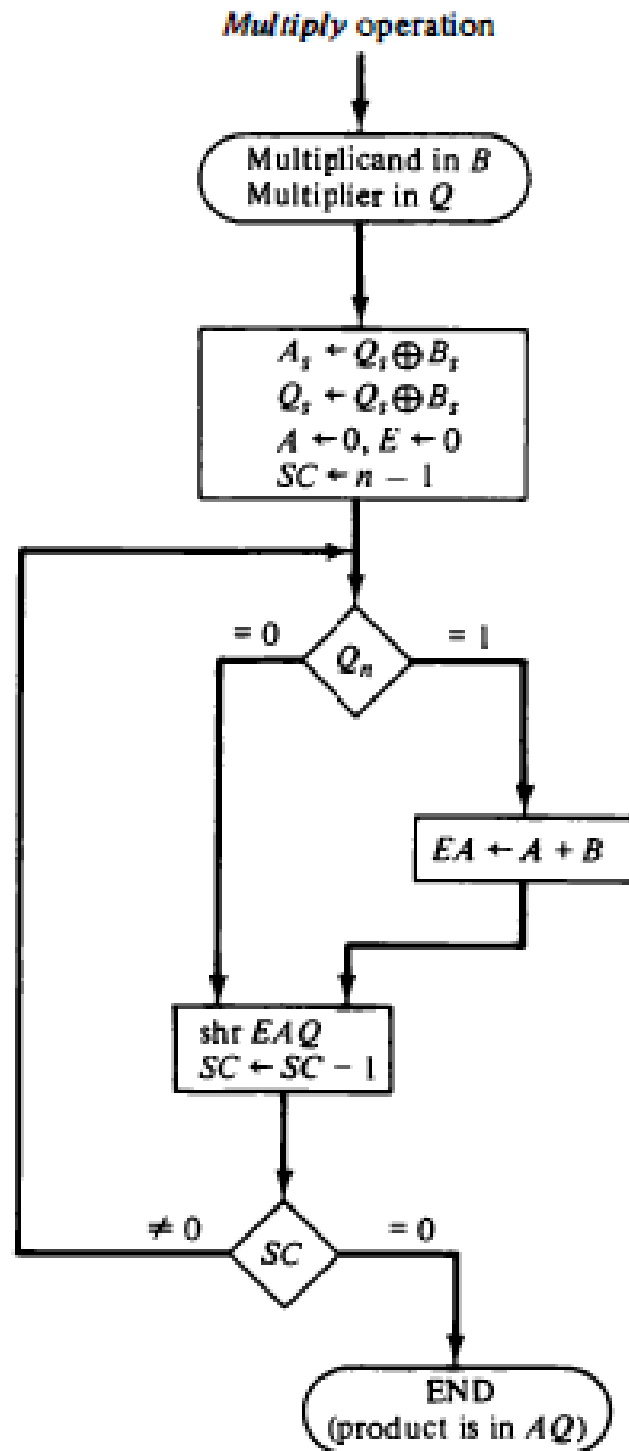 Multiply operation
Multiplicand in B
Multiplier in Q
Aₛ ← Qₛ ⊕ Bₛ
Qₛ ← Qₛ ⊕ Bₛ
A ← 0, E ← 0
SC ← n − 1
= 0
= 1
Qₙ
EA ← A + B
shr EAQ
SC ← SC − 1
≠ 0
= 0
SC
END
(product is in AQ)